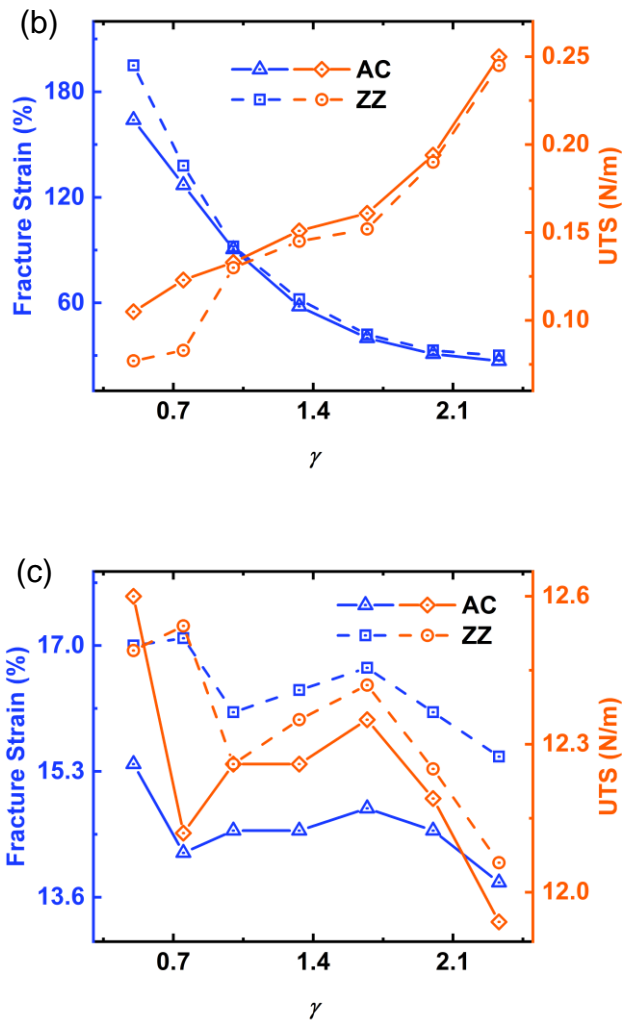 (b)
Fracture Strain (%)
180
120
60
AC
ZZ
0.25
0.20
0.15
0.10
UTS (N/m)
0.7 1.4 2.1
γ
(c)
Fracture Strain (%)
17.0
15.3
13.6
AC
ZZ
12.6
12.3
12.0
UTS (N/m)
0.7 1.4 2.1
γ